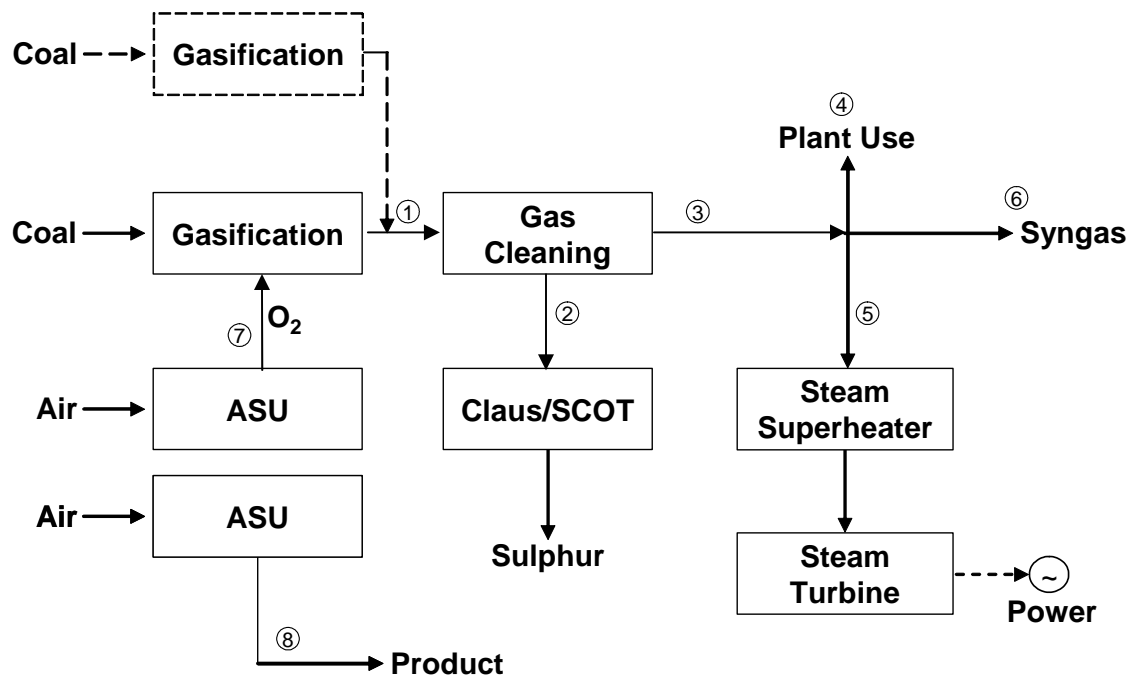 Coal
Gasification
④
Plant Use
Coal
Gasification
①
Gas
Cleaning
③
⑥
Syngas
⑦
O₂
②
⑤
Air
ASU
Claus/SCOT
Steam
Superheater
Air
ASU
Sulphur
Steam
Turbine
~
Power
⑧
Product